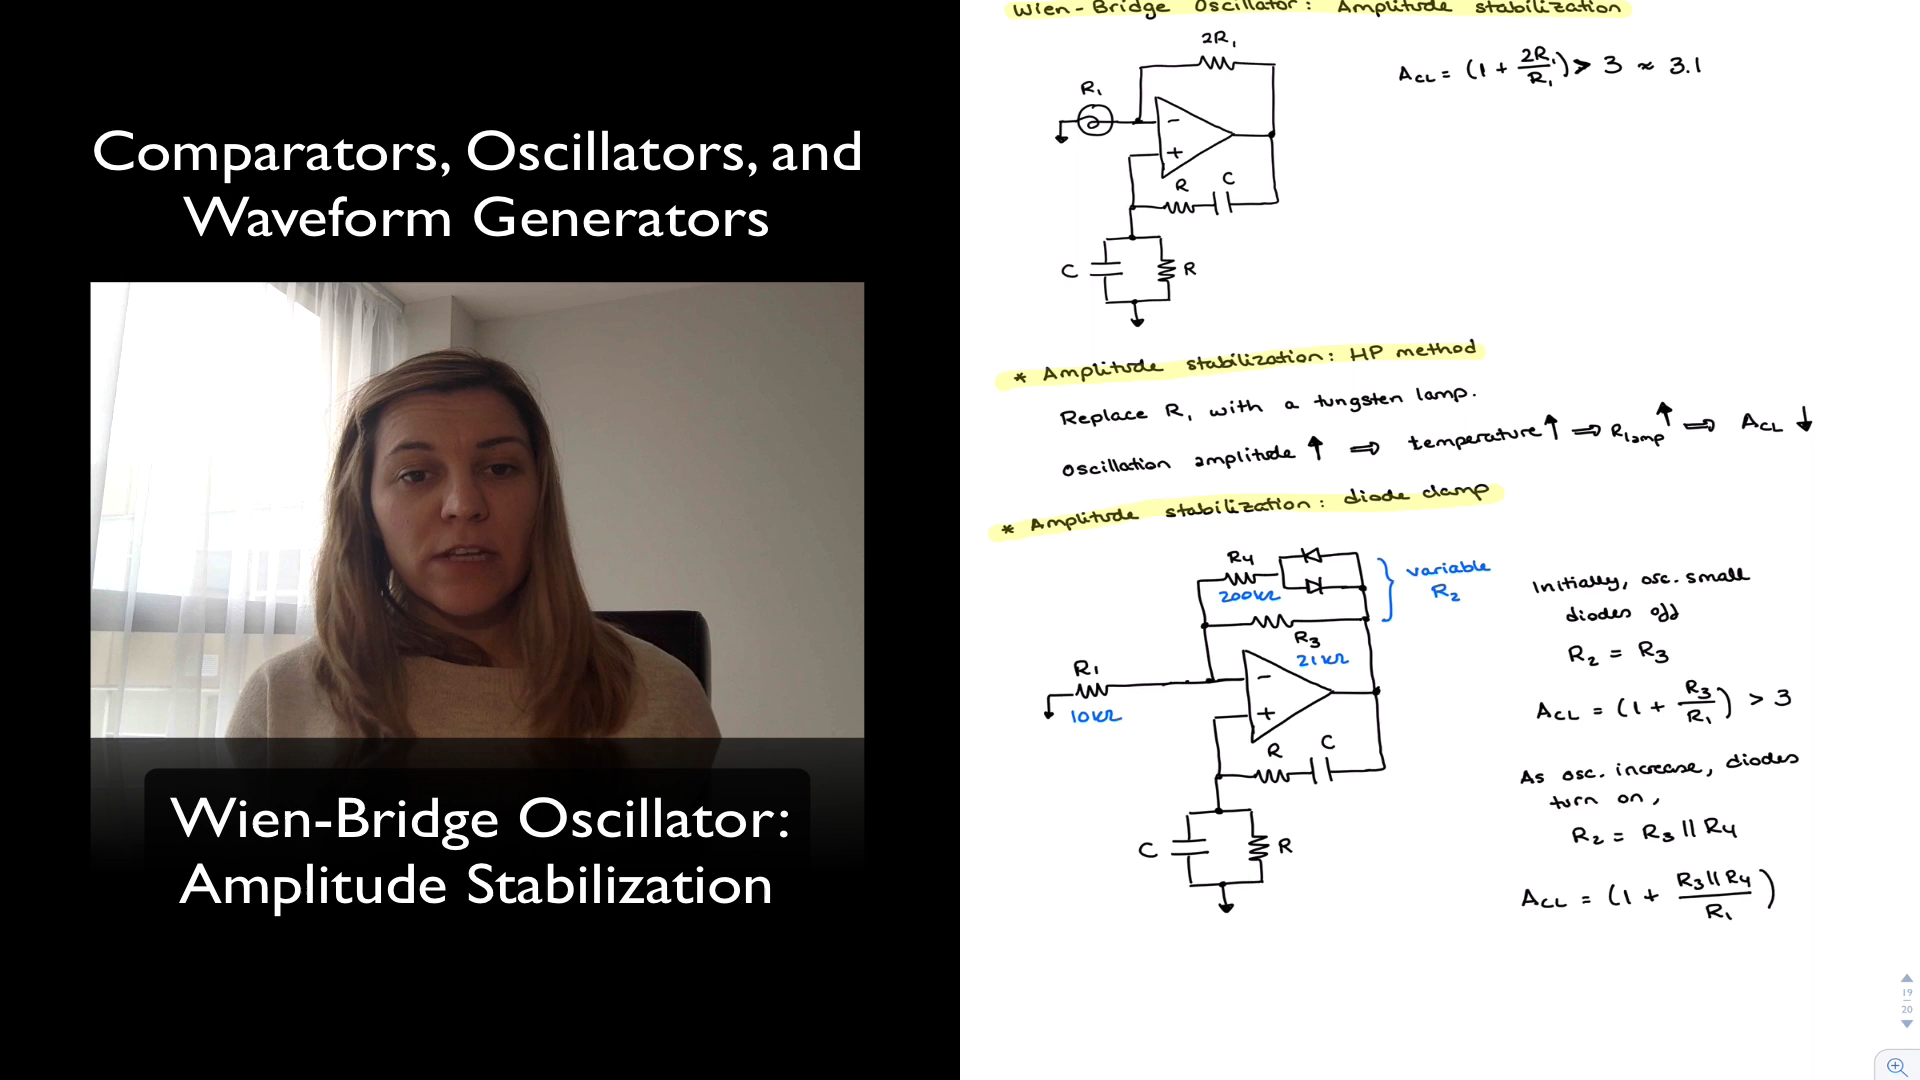 Comparators, Oscillators, and
Waveform Generators
Wien-Bridge Oscillator:
Amplitude Stabilization
Wien-Bridge Oscillator: Amplitude stabilization
2R₁
A_CL = (1 + 2R₁/R₁) > 3 ≈ 3.1
R₁
-
+
R C
C R
* Amplitude stabilization: HP method
Replace R₁ with a tungsten lamp.
oscillation amplitude ↑ ⇒ temperature ↑ ⇒ R_lamp ↑ ⇒ A_CL ↓
* Amplitude stabilization: diode clamp
R₄
200kΩ
variable
R₂
R₃
21kΩ
R₁
10kΩ
-
+
R C
C R
Initially, osc. small
diodes off
R₂ = R₃
A_CL = (1 + R₃/R₁) > 3
As osc. increase, diodes
turn on,
R₂ = R₃ || R₄
A_CL = (1 + R₃||R₄/R₁)
19
20